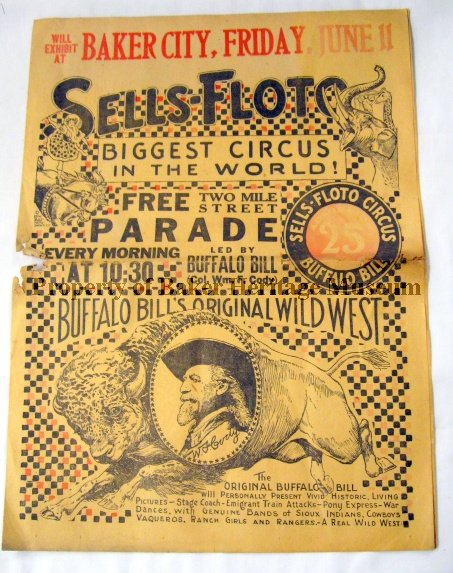 WILL EXHIBIT AT BAKER CITY, FRIDAY, JUNE 11
SELLS-FLOTO
BIGGEST CIRCUS
IN THE WORLD!
FREE TWO MILE STREET
PARADE
EVERY MORNING
AT 10:30
LED BY
BUFFALO BILL
(Col. Wm. F. Cody)
SELLS-FLOTO CIRCUS
25
BUFFALO BILL
Property of Baker Heritage Museum
BUFFALO BILL'S ORIGINAL WILD WEST
W.F. Cody
The
ORIGINAL BUFFALO BILL
will Personally Present Vivid Historic, Living
Pictures - Stage Coach - Emigrant Train Attacks - Pony Express - War
Dances, with Genuine Bands of Sioux Indians, Cowboys
Vaqueros, Ranch Girls and Rangers. - A Real Wild West